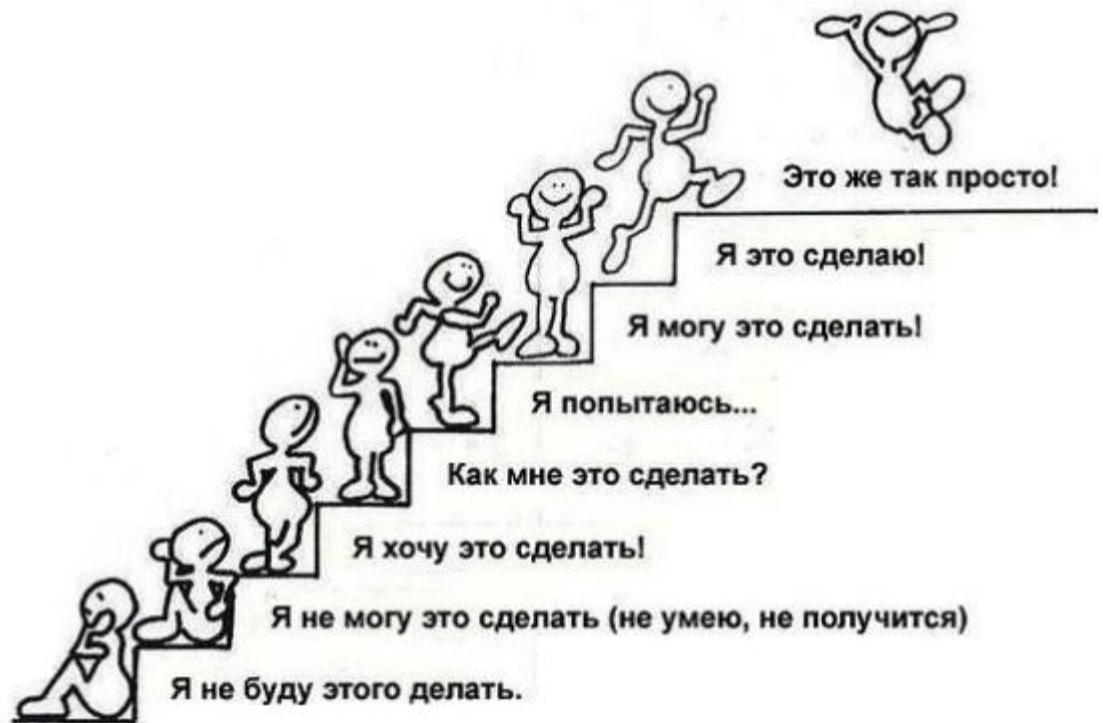 Это же так просто!
Я это сделаю!
Я могу это сделать!
Я попытаюсь...
Как мне это сделать?
Я хочу это сделать!
Я не могу это сделать (не умею, не получится)
Я не буду этого делать.